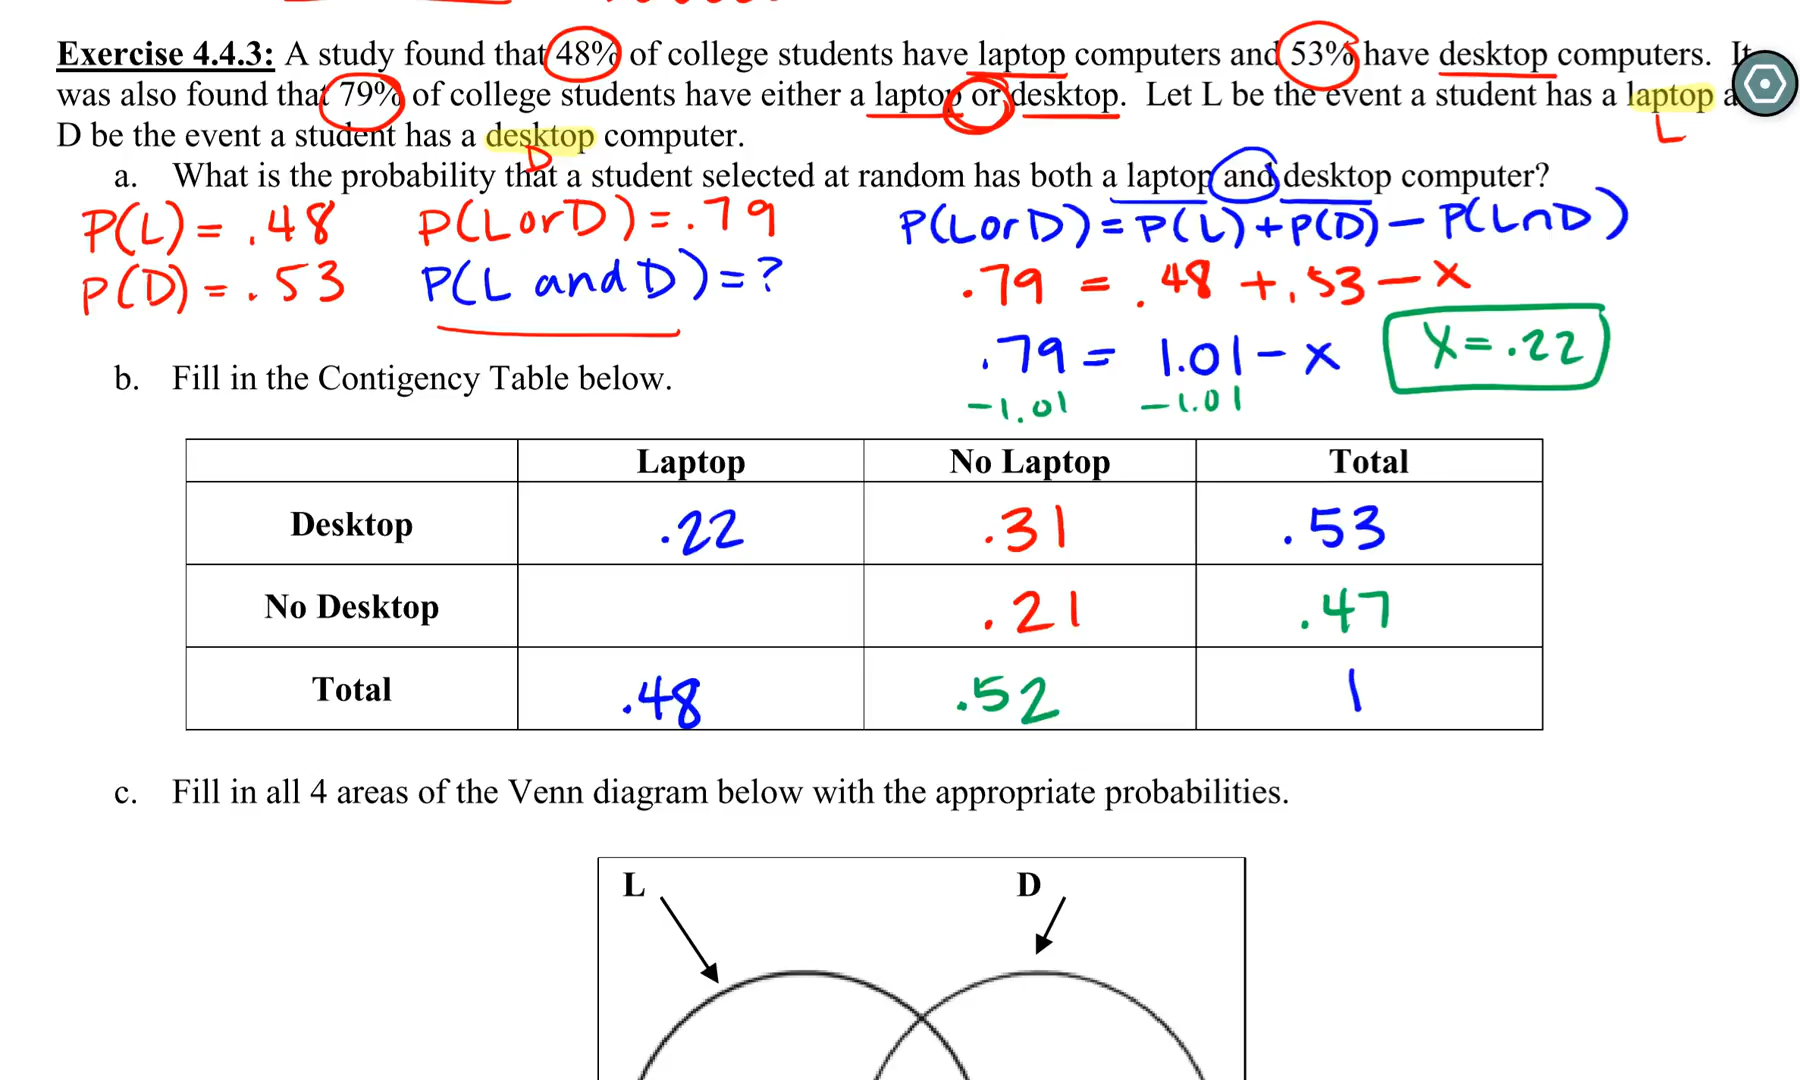 Exercise 4.4.3: A study found that 48% of college students have laptop computers and 53% have desktop computers. It
was also found that 79% of college students have either a laptop or desktop. Let L be the event a student has a laptop a
L
D be the event a student has a desktop computer.
D
a. What is the probability that a student selected at random has both a laptop and desktop computer?
P(L) = .48 P(L or D) = .79 P(L or D) = P(L) + P(D) - P(L∩D)
P(D) = .53 P(L and D) = ? .79 = .48 + .53 - x
.79 = 1.01 - x X = .22
b. Fill in the Contigency Table below.
-1.01 -1.01
Laptop No Laptop Total
Desktop .22 .31 .53
No Desktop .21 .47
Total .48 .52 1
c. Fill in all 4 areas of the Venn diagram below with the appropriate probabilities.
L D